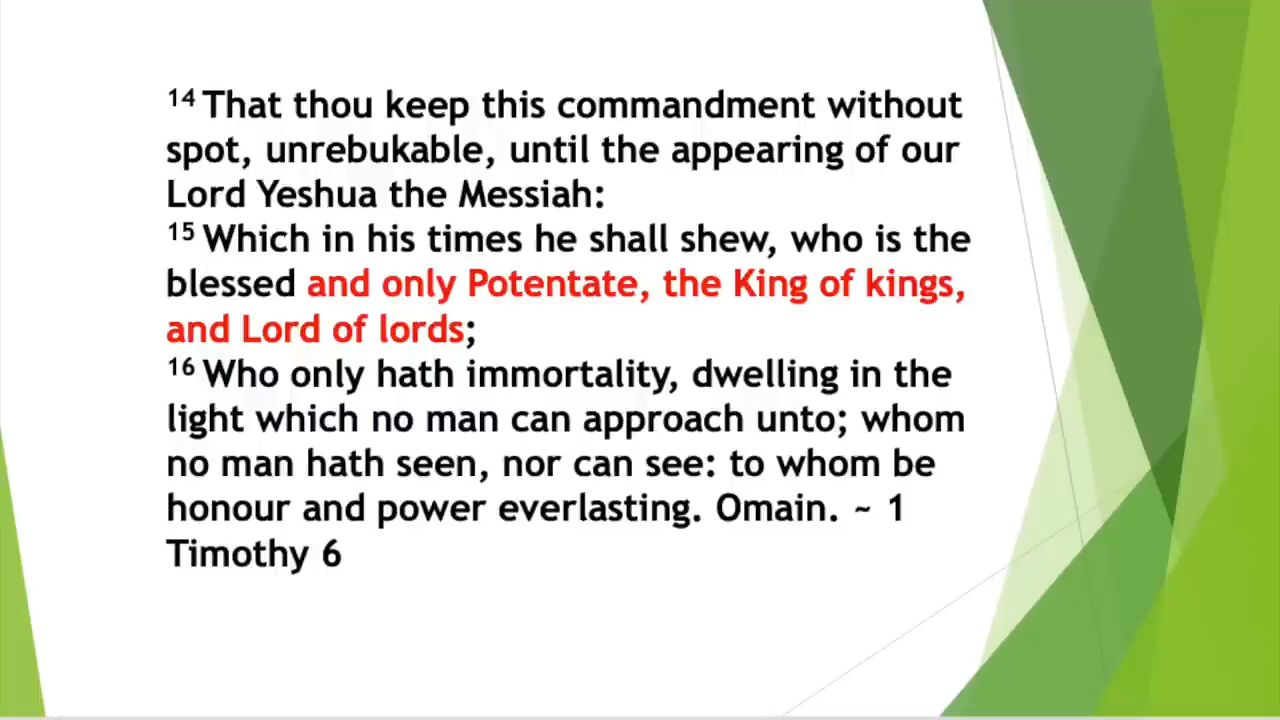 14 That thou keep this commandment without
spot, unrebukable, until the appearing of our
Lord Yeshua the Messiah:
15 Which in his times he shall shew, who is the
blessed and only Potentate, the King of kings,
and Lord of lords;
16 Who only hath immortality, dwelling in the
light which no man can approach unto; whom
no man hath seen, nor can see: to whom be
honour and power everlasting. Omain. ~ 1
Timothy 6